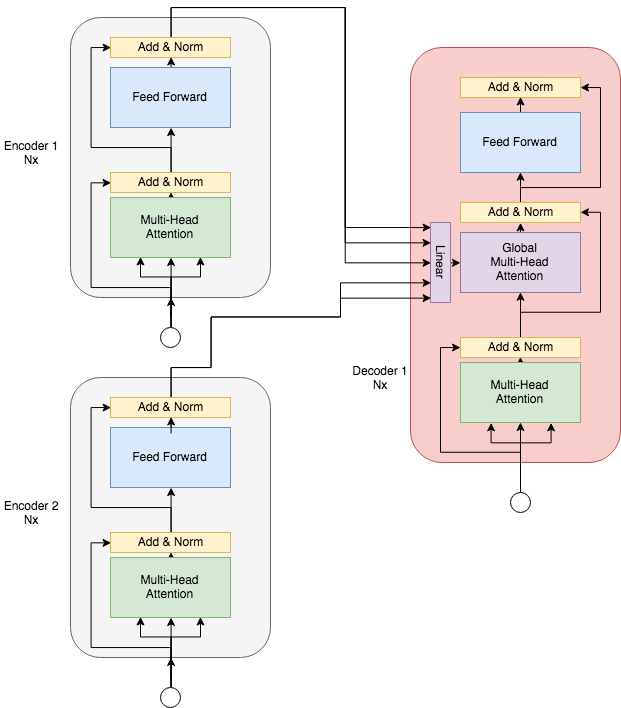 Add & Norm
Feed Forward
Encoder 1
Nx
Add & Norm
Multi-Head
Attention
Add & Norm
Feed Forward
Encoder 2
Nx
Add & Norm
Multi-Head
Attention
Linear
Add & Norm
Feed Forward
Add & Norm
Global
Multi-Head
Attention
Add & Norm
Decoder 1
Nx
Multi-Head
Attention